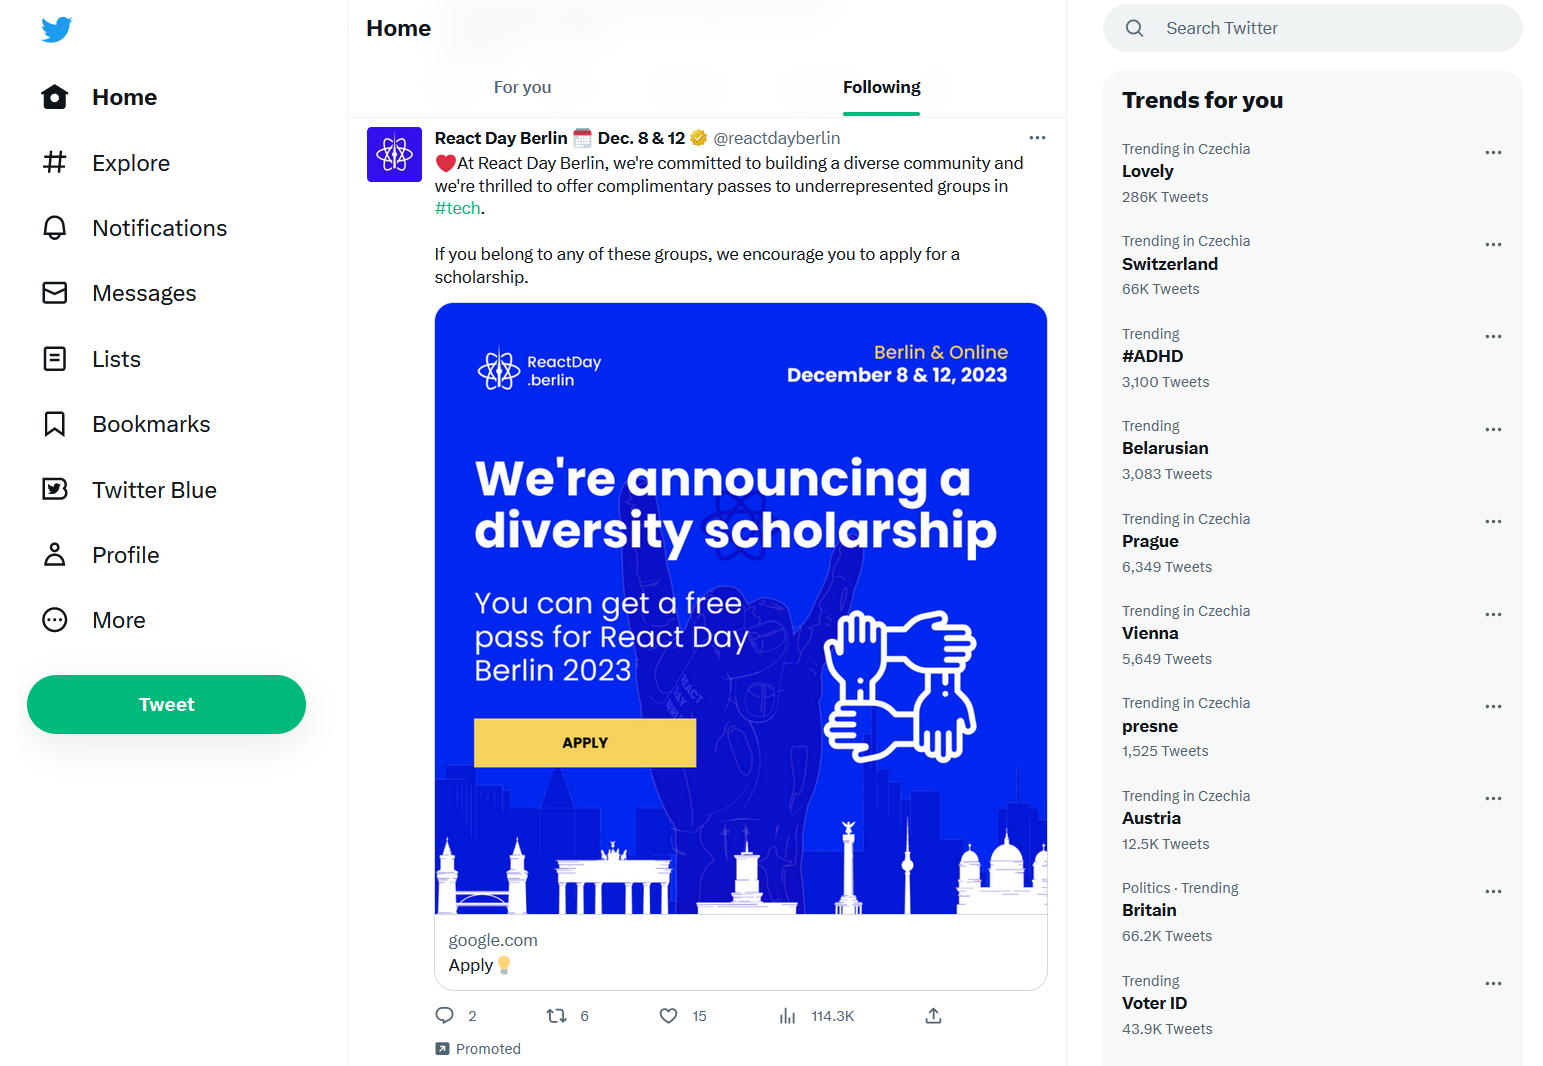 Home
Explore
Notifications
Messages
Lists
Bookmarks
Twitter Blue
Profile
More
Tweet
Home
For you
Following
React Day Berlin 🗓️ Dec. 8 & 12 @reactdayberlin
❤️At React Day Berlin, we're committed to building a diverse community and
we're thrilled to offer complimentary passes to underrepresented groups in
#tech.
If you belong to any of these groups, we encourage you to apply for a
scholarship.
ReactDay
.berlin
Berlin & Online
December 8 & 12, 2023
We're announcing a
diversity scholarship
You can get a free
pass for React Day
Berlin 2023
REACT
DAY
BERLIN
APPLY
google.com
Apply💡
2
6
15
114.3K
Promoted
Search Twitter
Trends for you
Trending in Czechia
Lovely
286K Tweets
Trending in Czechia
Switzerland
66K Tweets
Trending
#ADHD
3,100 Tweets
Trending
Belarusian
3,083 Tweets
Trending in Czechia
Prague
6,349 Tweets
Trending in Czechia
Vienna
5,649 Tweets
Trending in Czechia
presne
1,525 Tweets
Trending in Czechia
Austria
12.5K Tweets
Politics · Trending
Britain
66.2K Tweets
Trending
Voter ID
43.9K Tweets